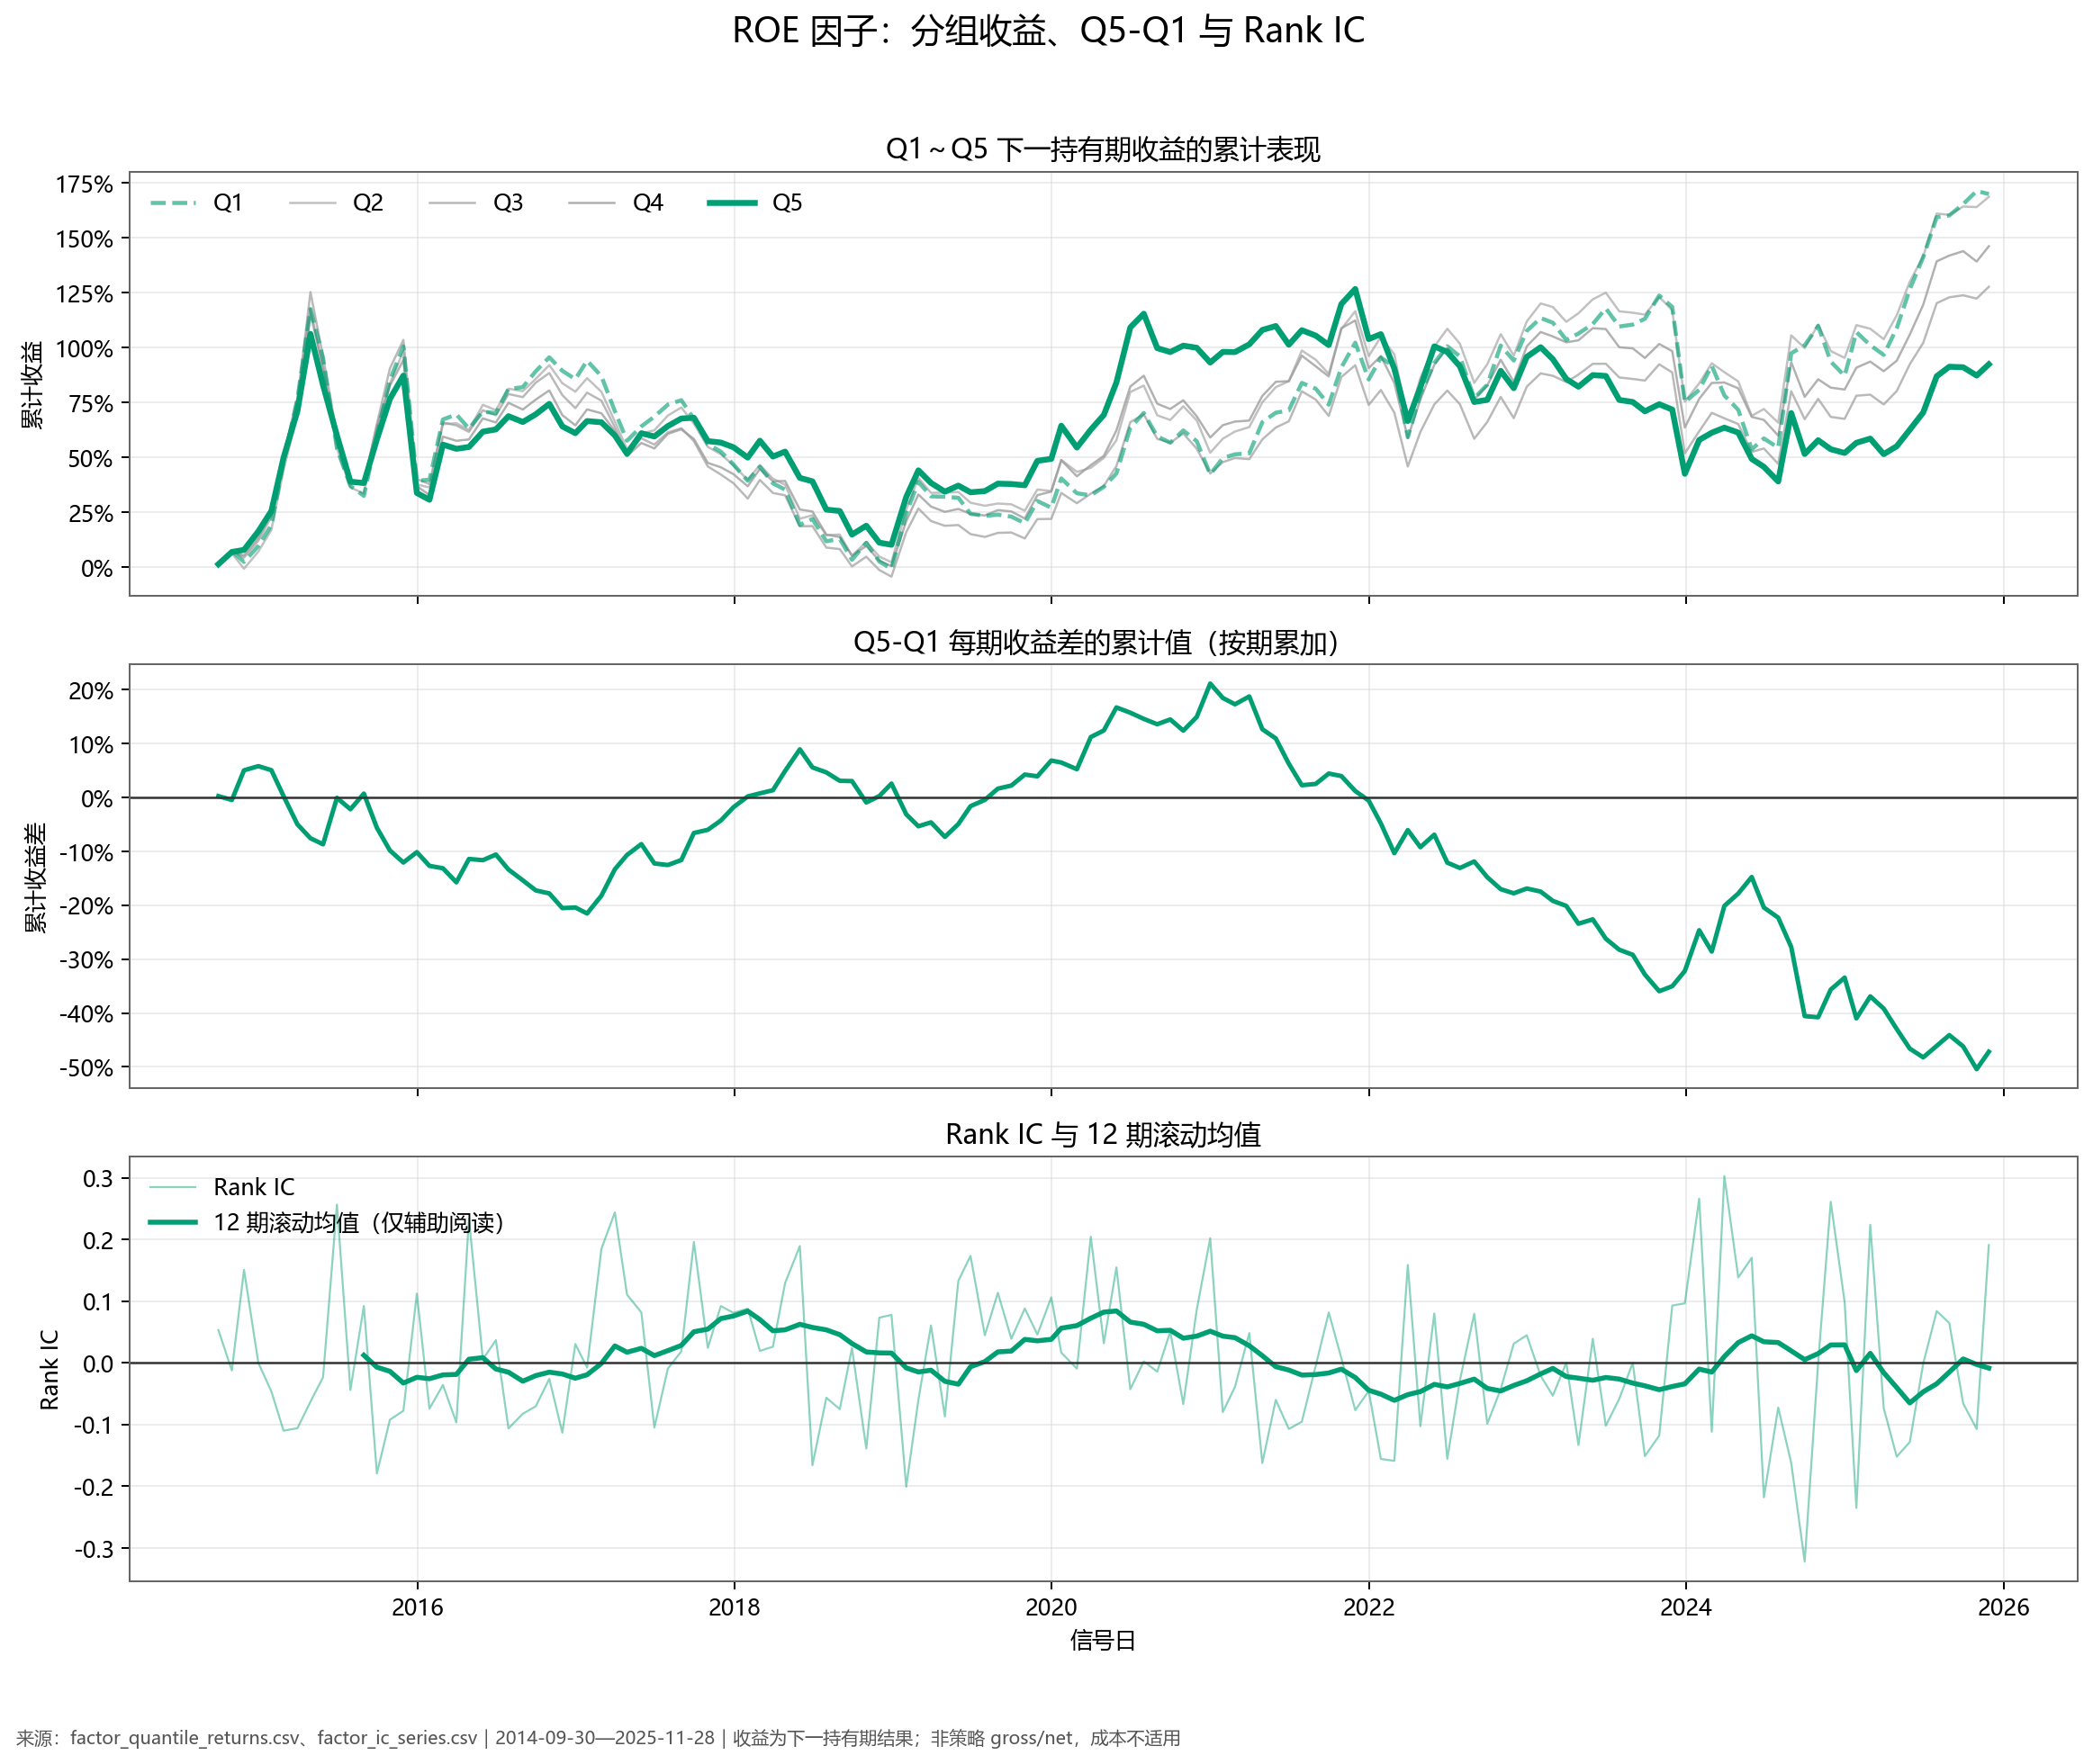 ROE 因子：分组收益、Q5-Q1 与 Rank IC
Q1～Q5 下一持有期收益的累计表现
Q1 Q2 Q3 Q4 Q5
175%
150%
125%
100%
75%
50%
25%
0%
累计收益
Q5-Q1 每期收益差的累计值（按期累加）
20%
10%
0%
-10%
-20%
-30%
-40%
-50%
累计收益差
Rank IC 与 12 期滚动均值
Rank IC
12 期滚动均值（仅辅助阅读）
0.3
0.2
0.1
0.0
-0.1
-0.2
-0.3
Rank IC
2016 2018 2020 2022 2024 2026
信号日
来源：factor_quantile_returns.csv、factor_ic_series.csv | 2014-09-30—2025-11-28 | 收益为下一持有期结果；非策略 gross/net，成本不适用